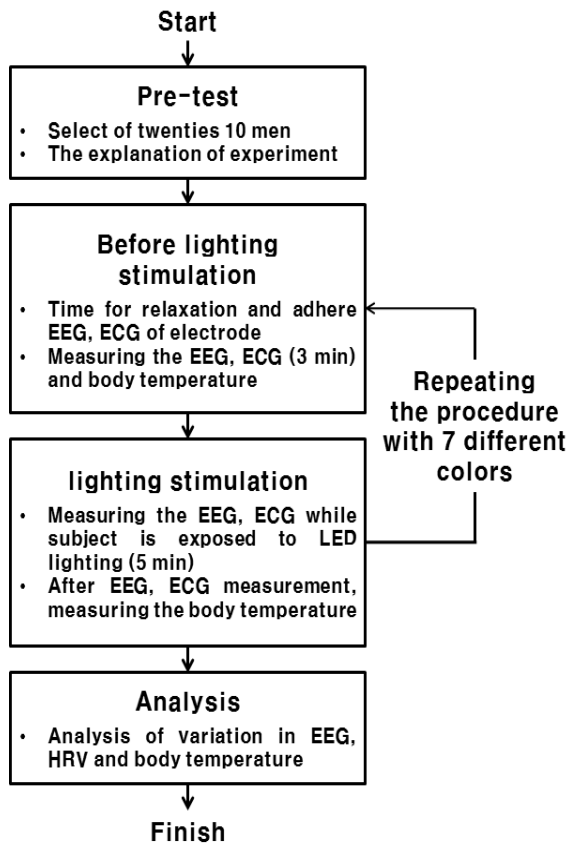 Start
Pre-test
• Select of twenties 10 men
• The explanation of experiment
Before lighting
stimulation
• Time for relaxation and adhere
EEG, ECG of electrode
• Measuring the EEG, ECG (3 min)
and body temperature
Repeating
the procedure
with 7 different
colors
lighting stimulation
• Measuring the EEG, ECG while
subject is exposed to LED
lighting (5 min)
• After EEG, ECG measurement,
measuring the body temperature
Analysis
• Analysis of variation in EEG,
HRV and body temperature
Finish